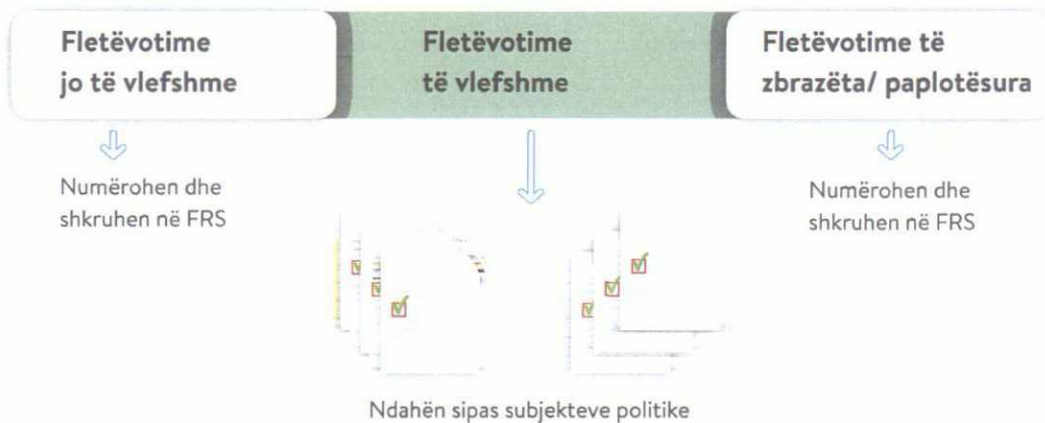 Fletëvotime
jo të vlefshme
Fletëvotime
të vlefshme
Fletëvotime të
zbrazëta/ paplotësura
Numërohen dhe
shkruhen në FRS
Numërohen dhe
shkruhen në FRS
Ndahën sipas subjekteve politike